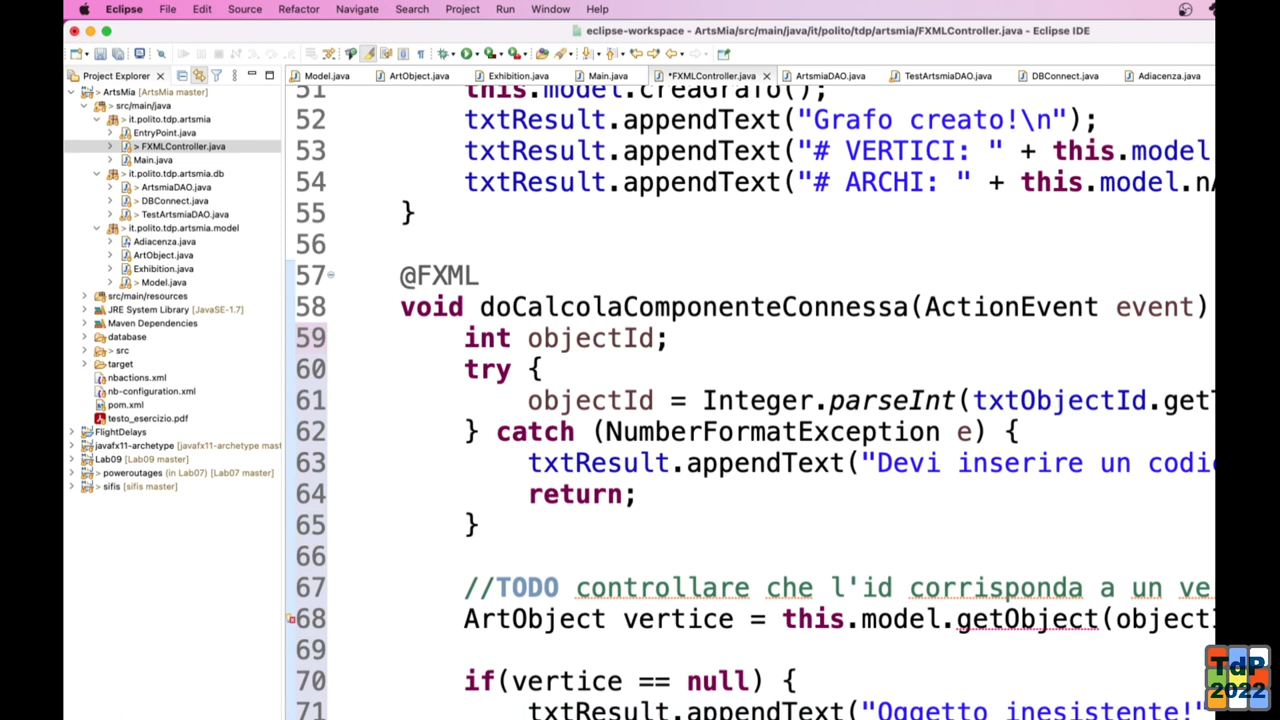 Eclipse File Edit Source Refactor Navigate Search Project Run Window Help
eclipse-workspace - ArtsMia/src/main/java/it/polito/tdp/artsmia/FXMLController.java - Eclipse IDE
Project Explorer
Model.java ArtObject.java Exhibition.java Main.java *FXMLController.java ArtsmiaDAO.java TestArtsmiaDAO.java DBConnect.java Adiacenza.java
> ArtsMia [ArtsMia master]
> src/main/java
> it.polito.tdp.artsmia
EntryPoint.java
> FXMLController.java
Main.java
> it.polito.tdp.artsmia.db
> ArtsmiaDAO.java
> DBConnect.java
> TestArtsmiaDAO.java
> it.polito.tdp.artsmia.model
Adiacenza.java
ArtObject.java
Exhibition.java
> Model.java
src/main/resources
JRE System Library [JavaSE-1.7]
Maven Dependencies
database
> src
target
nbactions.xml
nb-configuration.xml
pom.xml
testo_esercizio.pdf
FlightDelays
javafx11-archetype [javafx11-archetype mast
Lab09 [Lab09 master]
> poweroutages (in Lab07) [Lab07 master]
> sifis [sifis master]
51 this.model.creaGrafo();
52 txtResult.appendText("Grafo creato!\n");
53 txtResult.appendText("# VERTICI: " + this.model
54 txtResult.appendText("# ARCHI: " + this.model.nA
55 }
56
57 @FXML
58 void doCalcolaComponenteConnessa(ActionEvent event)
59 int objectId;
60 try {
61 objectId = Integer.parseInt(txtObjectId.getT
62 } catch (NumberFormatException e) {
63 txtResult.appendText("Devi inserire un codic
64 return;
65 }
66
67 //TODO controllare che l'id corrisponda a un ve
68 ArtObject vertice = this.model.getObject(objectI
69
70 if(vertice == null) {
71 txtResult.appendText("Oggetto inesistente!"
TdP
2022